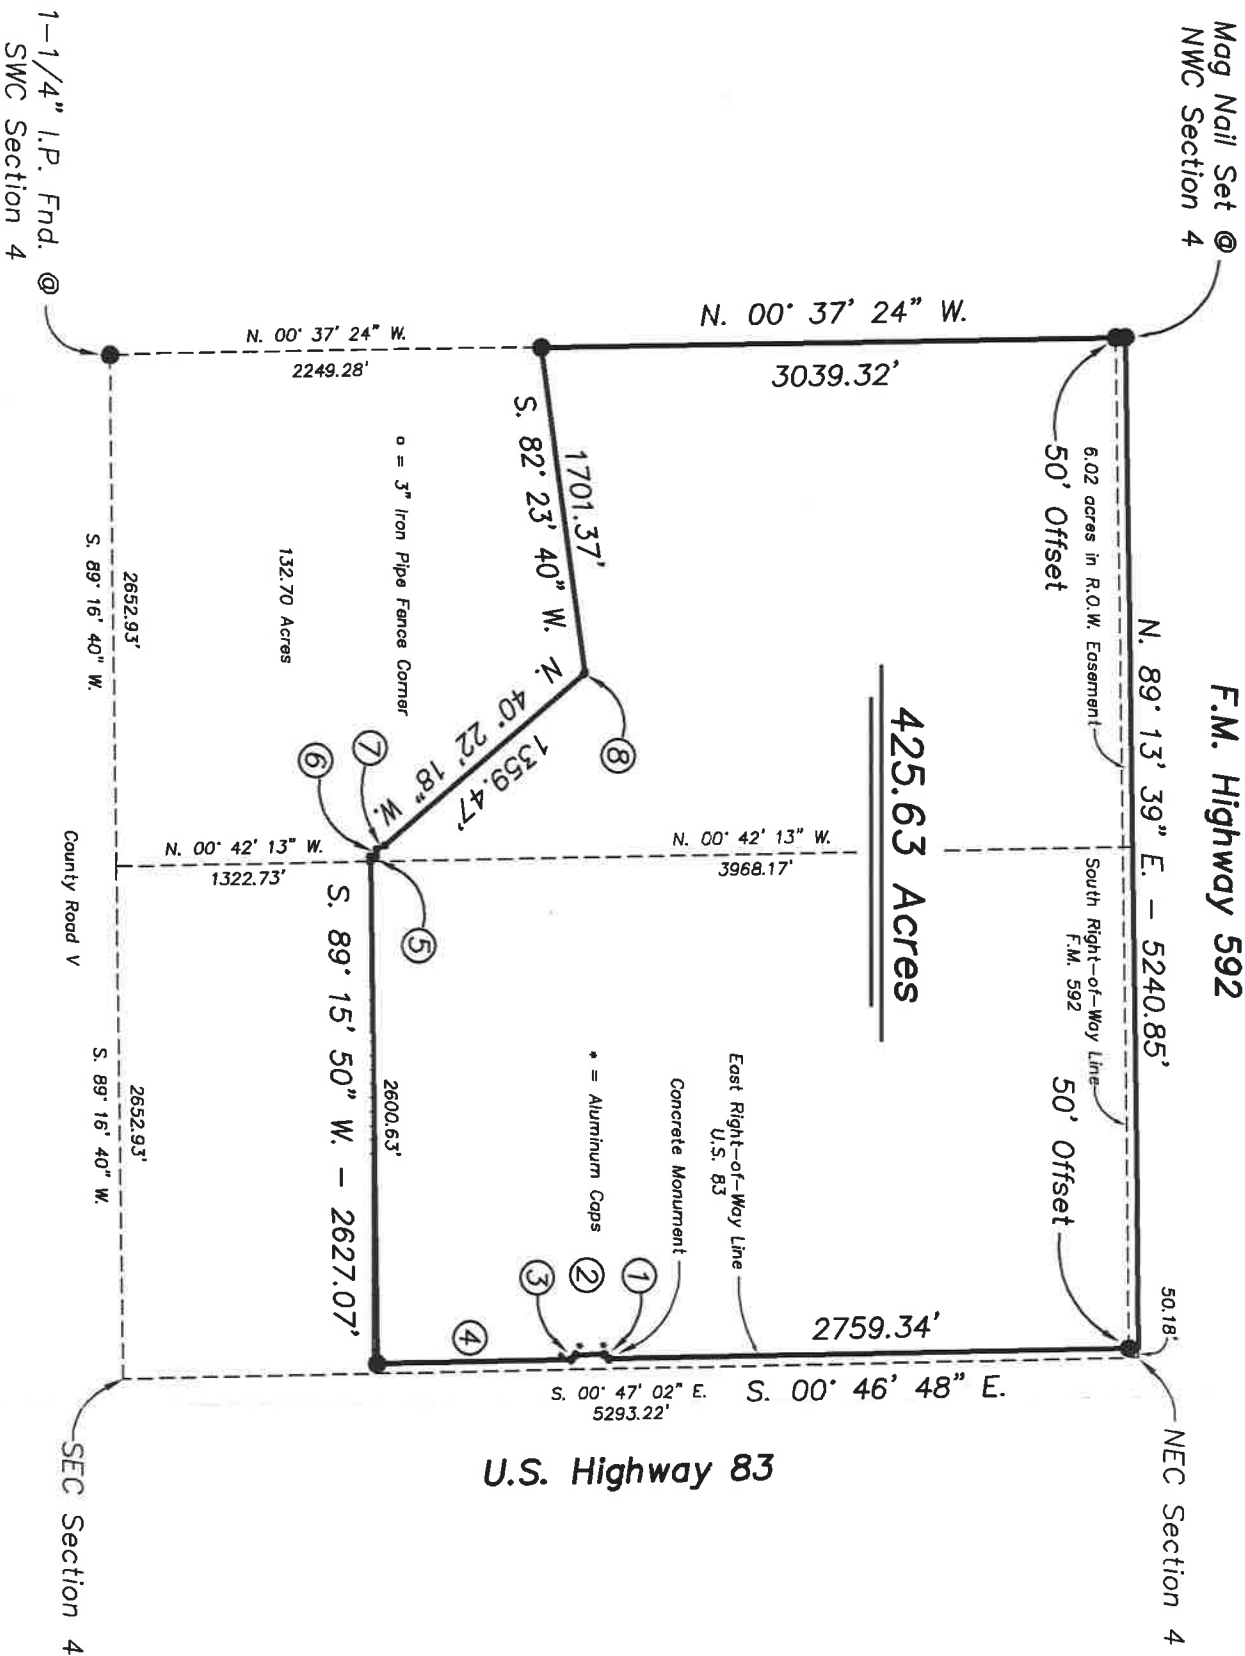 Mag Nail Set @
NWC Section 4
1-1/4" I.P. Fnd. @
SWC Section 4
F.M. Highway 592
N. 89° 13' 39" E. - 5240.85'
50.18'
NEC Section 4
6.02 acres in R.O.W. Easement
South Right-of-Way Line
F.M. 592
50' Offset
50' Offset
N. 00° 37' 24" W.
3039.32'
425.63 Acres
2759.34'
S. 00° 46' 48" E.
East Right-of-Way Line
U.S. 83
Concrete Monument
* = Aluminum Caps
1
2
3
4
S. 00° 47' 02" E.
5293.22'
U.S. Highway 83
N. 00° 42' 13" W.
3968.17'
1701.37'
S. 82° 23' 40" W.
8
N. 40° 22' 18" W.
1359.47'
7
6
5
N. 00° 37' 24" W.
2249.28'
□ = 3" Iron Pipe Fence Corner
132.70 Acres
2600.63'
S. 89° 15' 50" W. - 2627.07'
N. 00° 42' 13" W.
1322.73'
2652.93'
S. 89° 16' 40" W.
County Road V
2652.93'
S. 89° 16' 40" W.
SEC Section 4